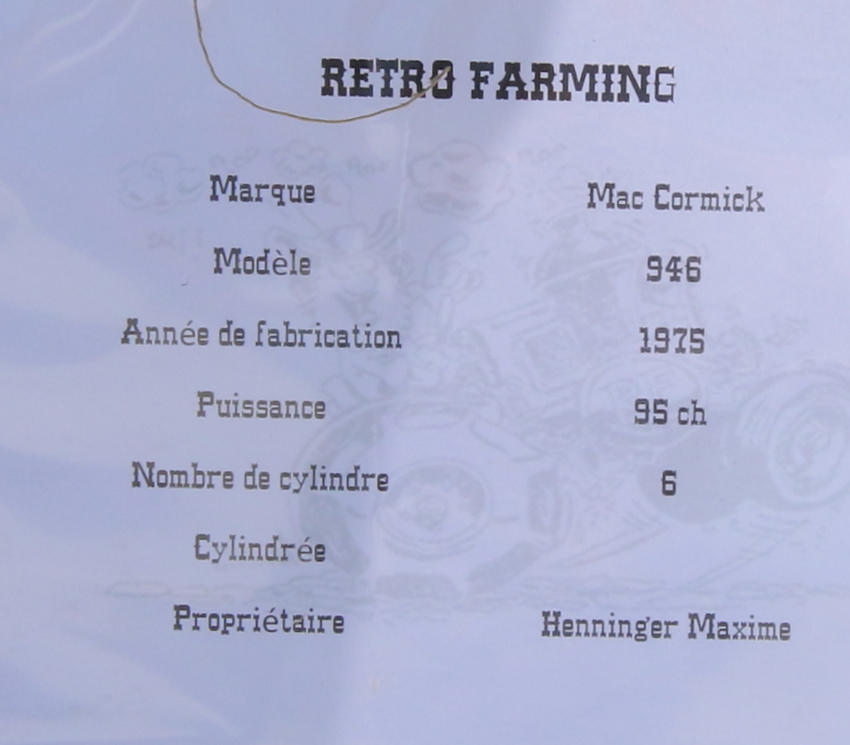 RETRO FARMING
Marque Mac Cormick
Modèle 946
Année de fabrication 1975
Puissance 95 ch
Nombre de cylindre 6
Cylindrée
Propriétaire Henninger Maxime